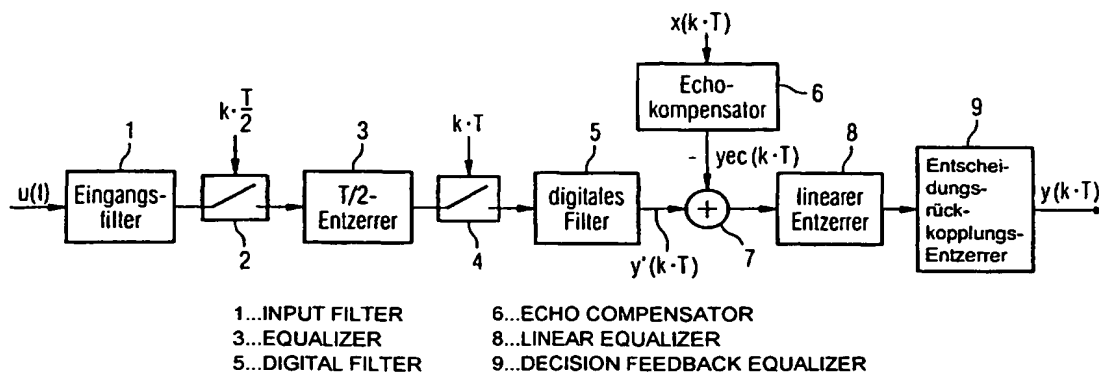 x(k·T)
Echo-
kompensator
6
k·T/2
k·T
9
1
3
5
- yec(k·T)
8
u(t)
Eingangs-
filter
T/2-
Entzerrer
digitales
Filter
+
linearer
Entzerrer
Entschei-
dungs-
rück-
kopplungs-
Entzerrer
y(k·T)
2
4
y'(k·T)
7
1...INPUT FILTER
3...EQUALIZER
5...DIGITAL FILTER
6...ECHO COMPENSATOR
8...LINEAR EQUALIZER
9...DECISION FEEDBACK EQUALIZER